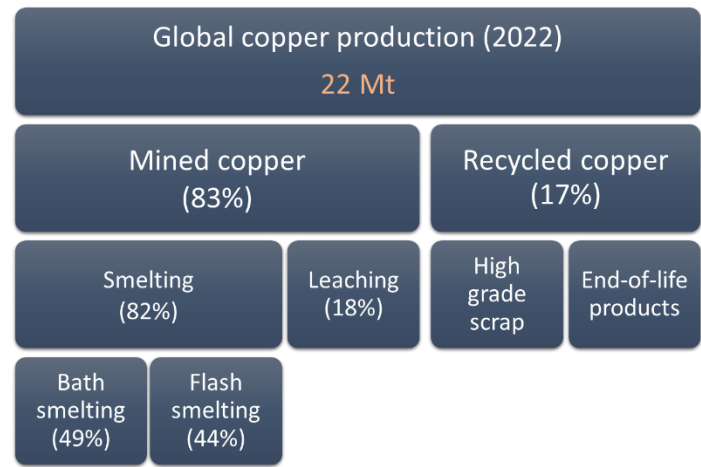 Global copper production (2022)
22 Mt
Mined copper
(83%)
Recycled copper
(17%)
Smelting
(82%)
Leaching
(18%)
High
grade
scrap
End-of-life
products
Bath
smelting
(49%)
Flash
smelting
(44%)